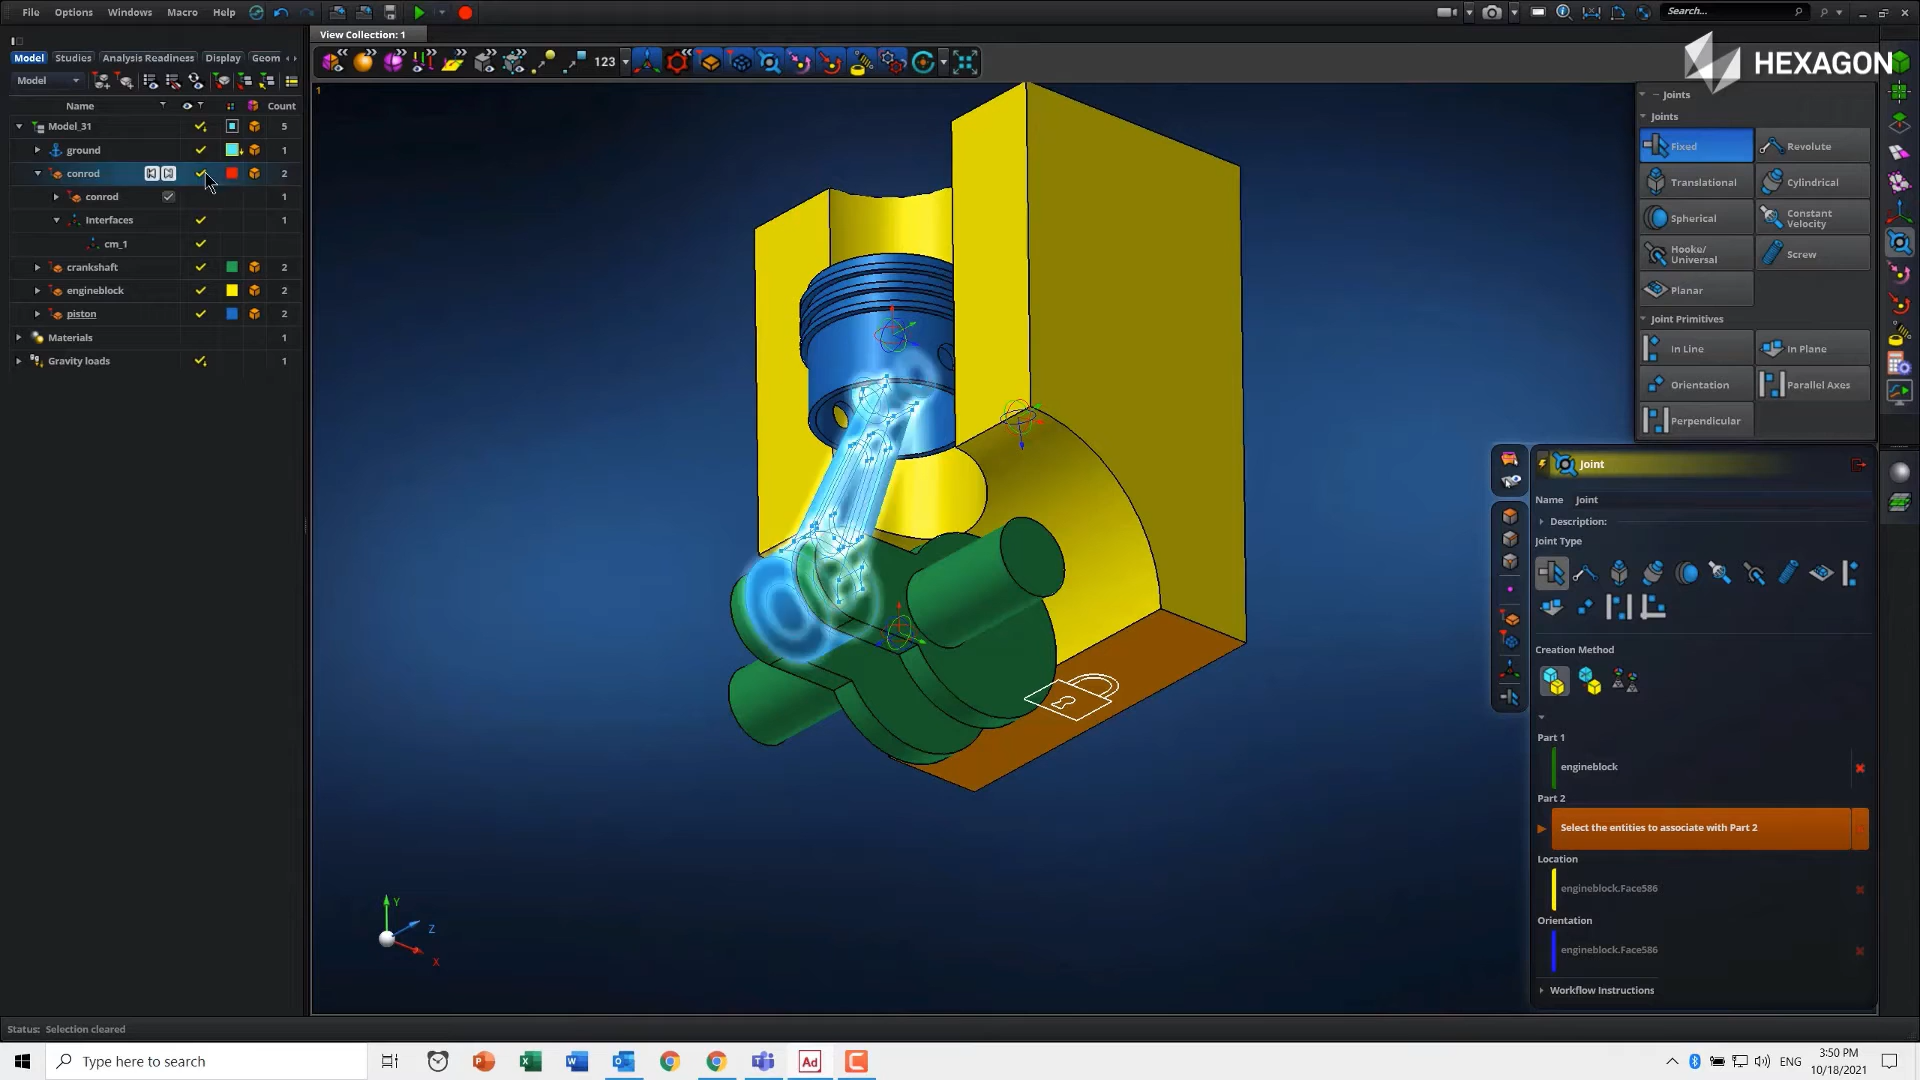 File Options Windows Macro Help
Search...
View Collection: 1
Model Studies Analysis Readiness Display Geom
Model
123
HEXAGON
Name Count
Model_31 5
ground 1
conrod 2
conrod 1
Interfaces 1
cm_1
crankshaft 2
engineblock 2
piston 2
Materials 1
Gravity loads 1
1
Joints
Joints
Fixed Revolute
Translational Cylindrical
Spherical Constant Velocity
Hooke/ Universal Screw
Planar
Joint Primitives
In Line In Plane
Orientation Parallel Axes
Perpendicular
Joint
Name Joint
Description:
Joint Type
Creation Method
Part 1
engineblock
Part 2
Select the entities to associate with Part 2
Location
engineblock.Face586
Orientation
engineblock.Face586
Workflow Instructions
Y
Z
X
Status: Selection cleared
Type here to search
Ad
ENG
3:50 PM
10/18/2021